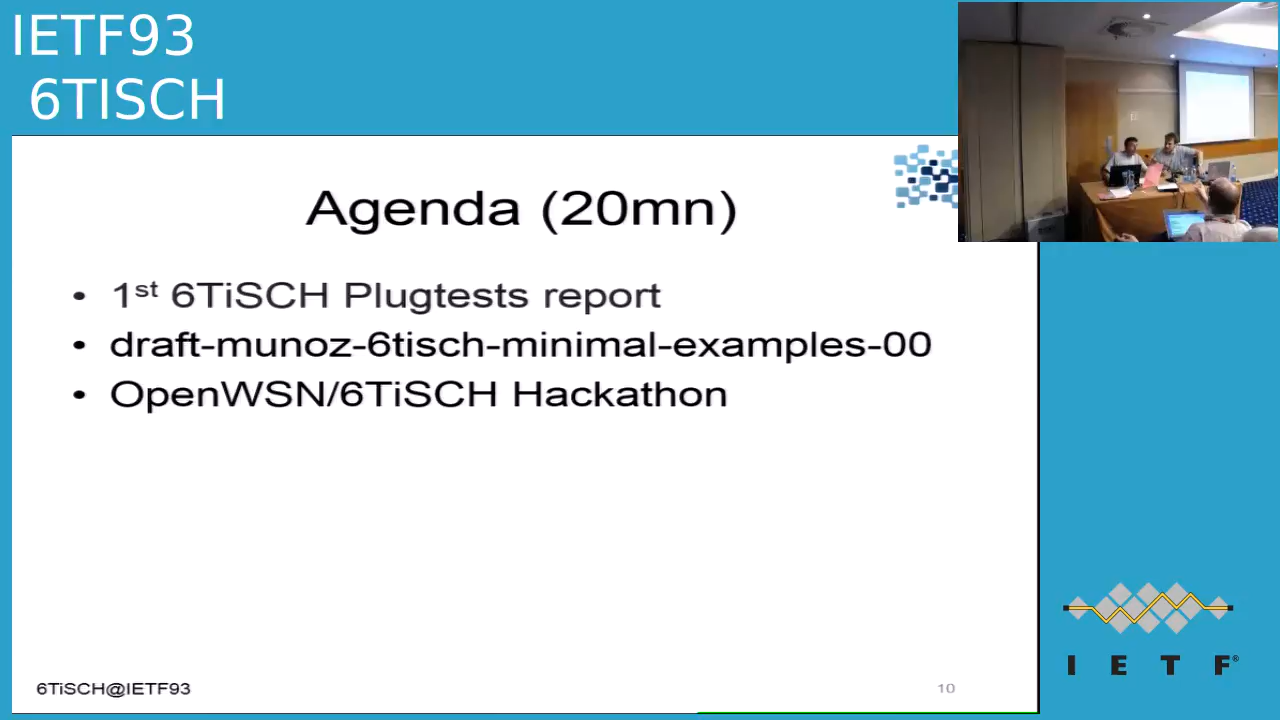 IETF93
6TISCH
Agenda (20mn)
• 1st 6TiSCH Plugtests report
• draft-munoz-6tisch-minimal-examples-00
• OpenWSN/6TiSCH Hackathon
6TiSCH@IETF93
10
I E T F®